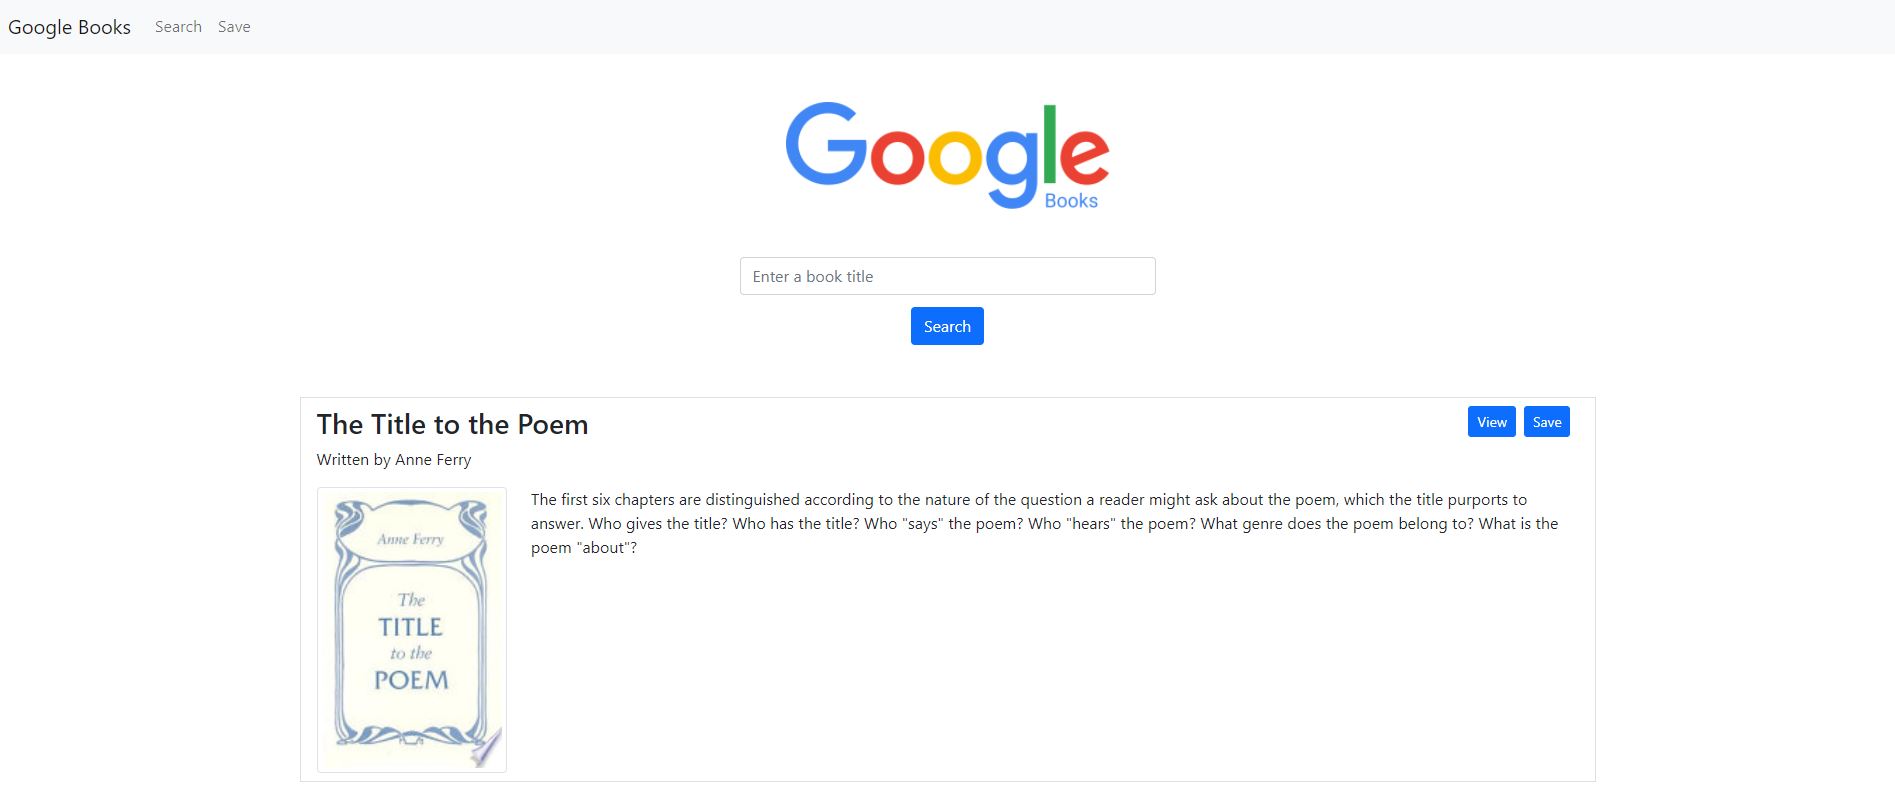 Google Books Search Save
Google
Books
Enter a book title
Search
The Title to the Poem
View Save
Written by Anne Ferry
The first six chapters are distinguished according to the nature of the question a reader might ask about the poem, which the title purports to
answer. Who gives the title? Who has the title? Who "says" the poem? Who "hears" the poem? What genre does the poem belong to? What is the
poem "about"?
Anne Ferry
The
TITLE
to the
POEM